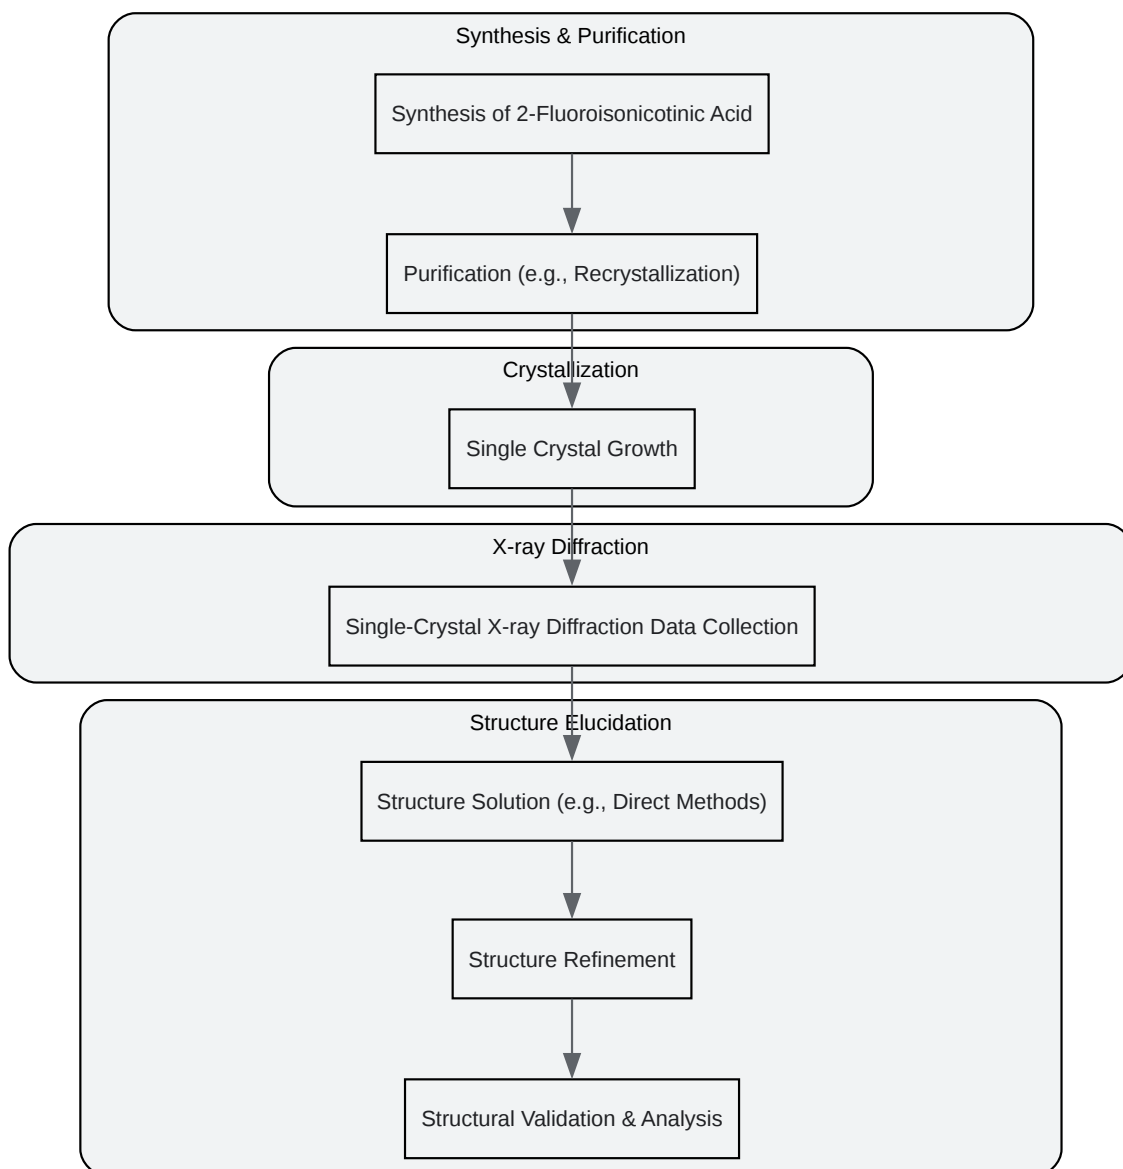 Synthesis & Purification
Synthesis of 2-Fluoroisonicotinic Acid
Purification (e.g., Recrystallization)
Crystallization
Single Crystal Growth
X-ray Diffraction
Single-Crystal X-ray Diffraction Data Collection
Structure Elucidation
Structure Solution (e.g., Direct Methods)
Structure Refinement
Structural Validation & Analysis